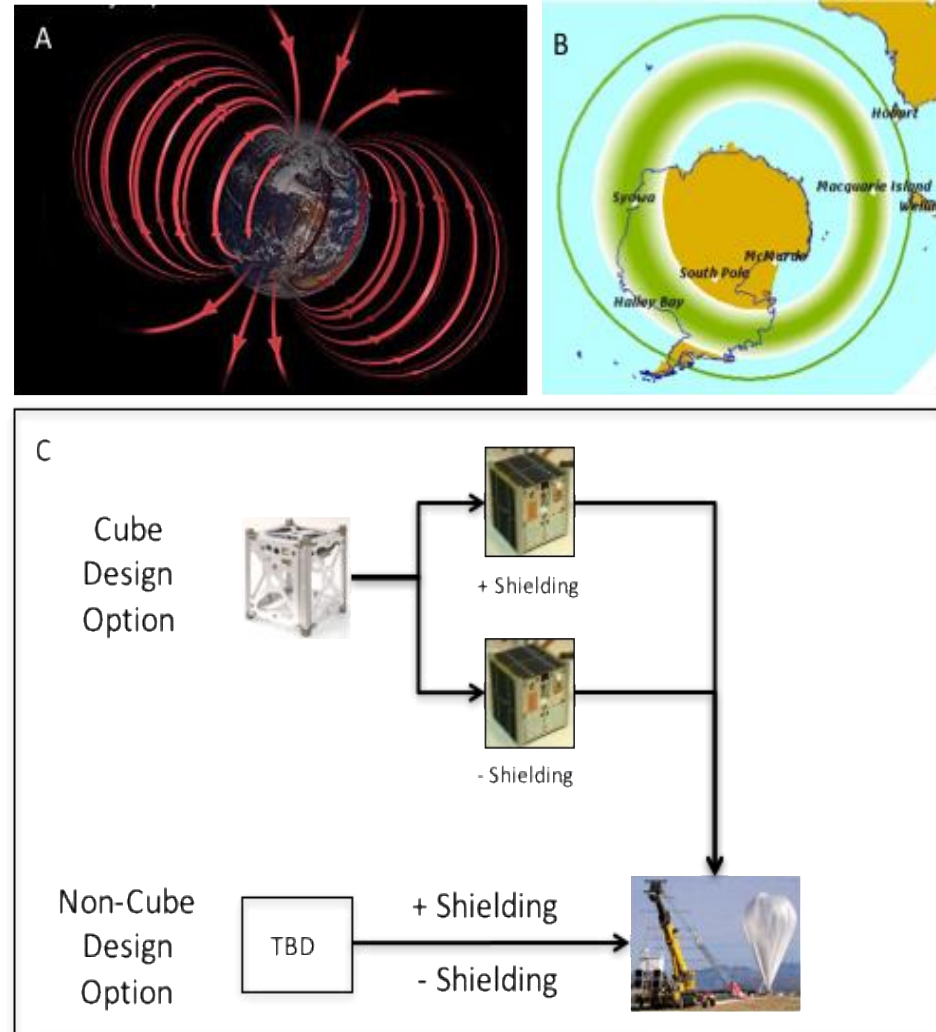 A
B
Hobart
Macquarie Island
Syowa
McMurdo
South Pole
Halley Bay
C
Cube
Design
Option
+ Shielding
- Shielding
Non-Cube
Design
Option
TBD
+ Shielding
- Shielding